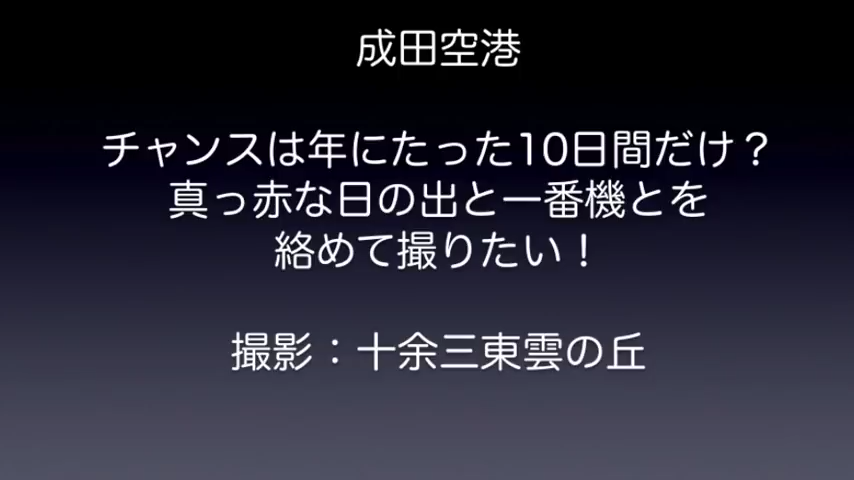 成田空港
チャンスは年にたった10日間だけ？
真っ赤な日の出と一番機とを
絡めて撮りたい！
撮影：十余三東雲の丘